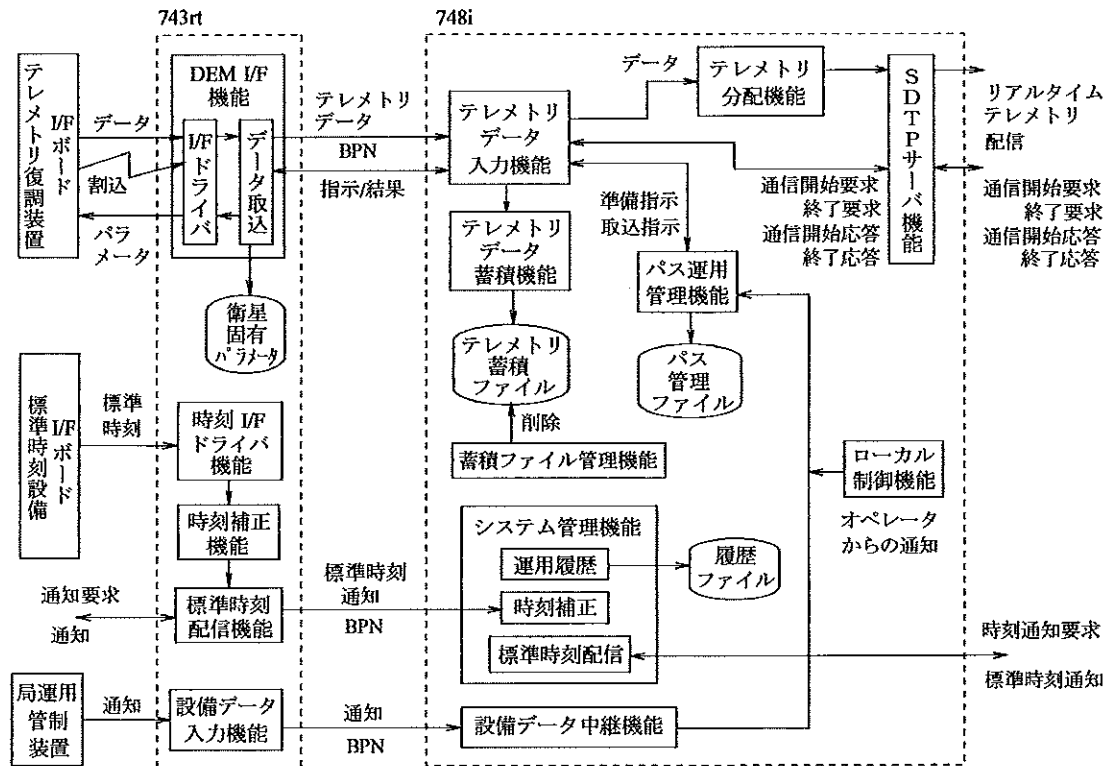 743rt
748i
テレメトリ復調装置
I/Fボード
データ
割込
パラ
メータ
DEM I/F
機能
I/Fドライバ
データ取込
衛星
固有
パラメータ
テレメトリ
データ
BPN
指示/結果
テレメトリ
データ
入力機能
データ
テレメトリ
分配機能
SDTPサーバ機能
リアルタイム
テレメトリ
配信
通信開始要求
終了要求
通信開始応答
終了応答
通信開始要求
終了要求
通信開始応答
終了応答
準備指示
取込指示
テレメトリ
データ
蓄積機能
パス運用
管理機能
テレメトリ
蓄積
ファイル
パス
管理
ファイル
削除
蓄積ファイル管理機能
標準時刻設備
I/Fボード
標準
時刻
時刻 I/F
ドライバ
機能
時刻補正
機能
標準時刻
配信機能
通知要求
通知
標準時刻
通知
BPN
システム管理機能
運用履歴
履歴
ファイル
時刻補正
標準時刻配信
ローカル
制御機能
オペレータ
からの通知
時刻通知要求
標準時刻通知
局運用
管制
装置
通知
設備データ
入力機能
通知
BPN
設備データ中継機能